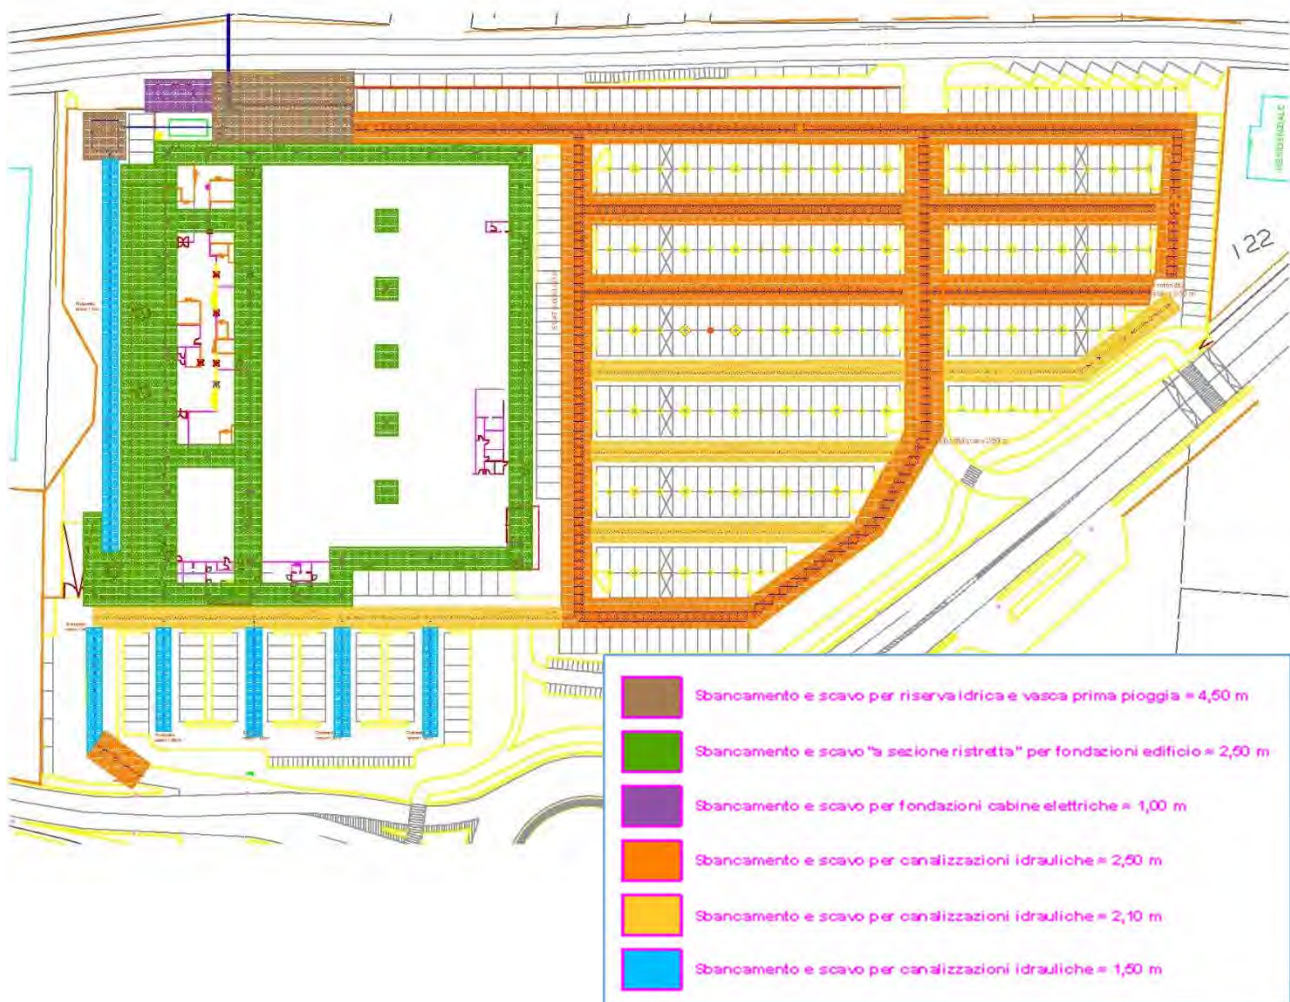 RESIDENZIALE
122
Sbancamento e scavo per riserva idrica e vasca prima pioggia = 4,50 m
Sbancamento e scavo "a sezione ristretta" per fondazioni edificio = 2,50 m
Sbancamento e scavo per fondazioni cabine elettriche = 1,00 m
Sbancamento e scavo per canalizzazioni idrauliche = 2,50 m
Sbancamento e scavo per canalizzazioni idrauliche = 2,10 m
Sbancamento e scavo per canalizzazioni idrauliche = 1,50 m